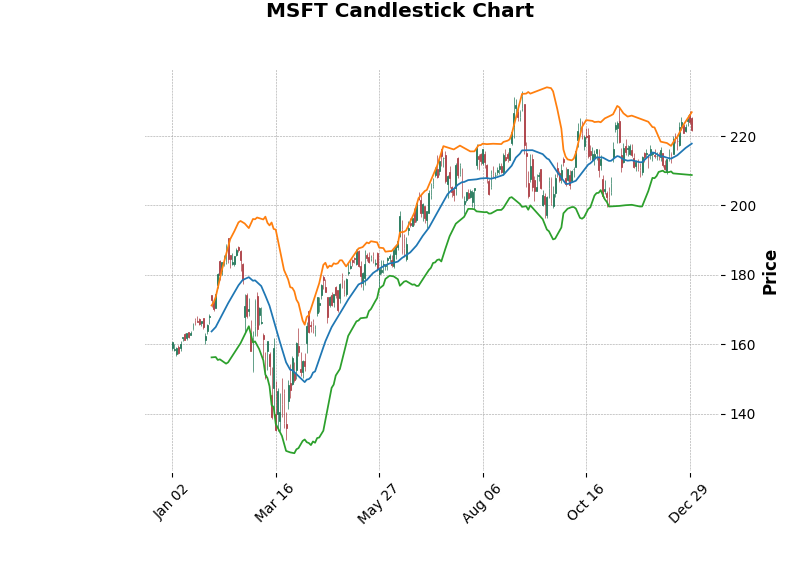 MSFT Candlestick Chart
220
200
180
160
140
Price
Jan 02
Mar 16
May 27
Aug 06
Oct 16
Dec 29